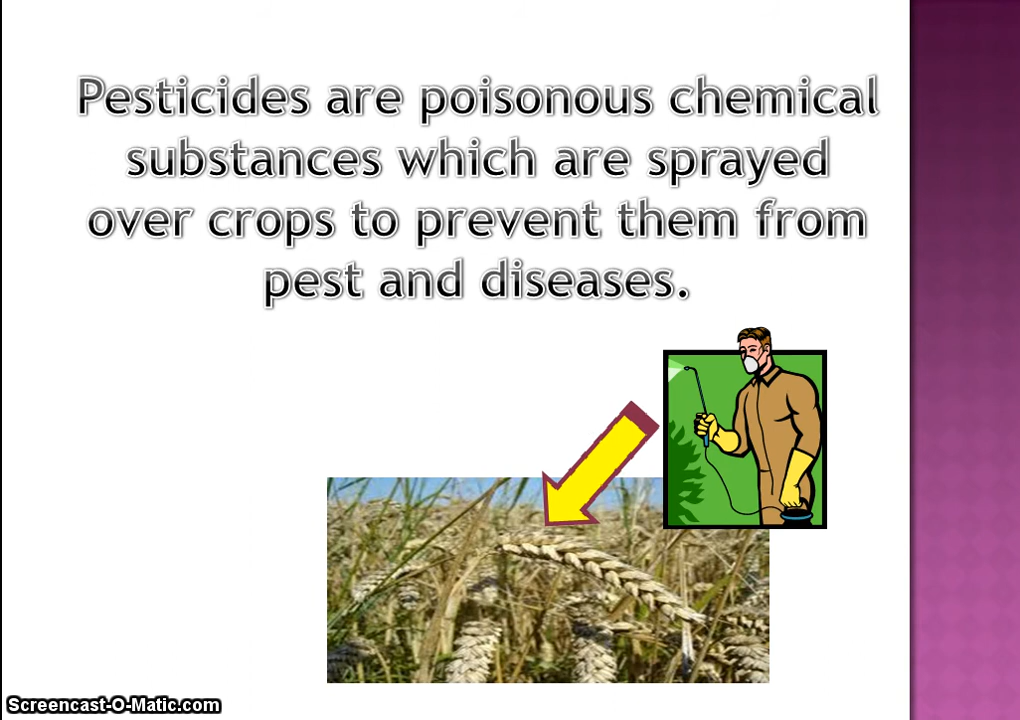 Pesticides are poisonous chemical
substances which are sprayed
over crops to prevent them from
pest and diseases.
Screencast-O-Matic.com